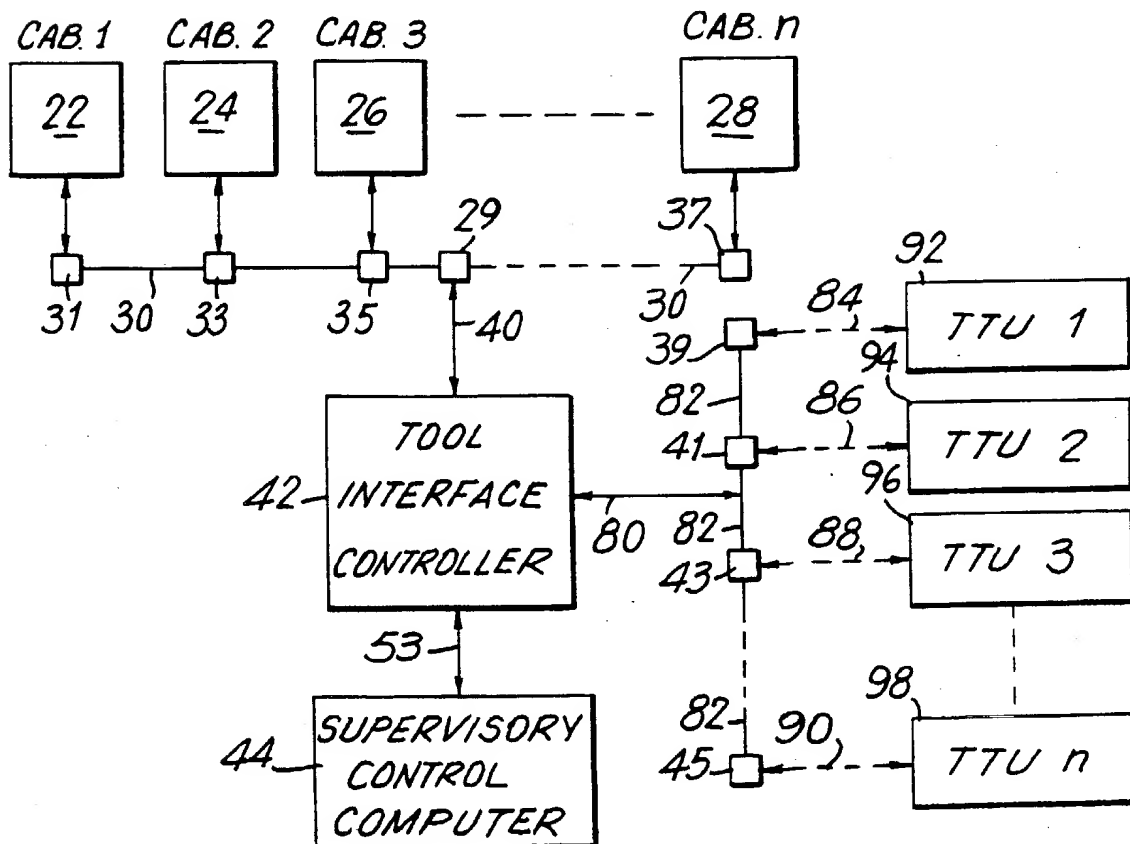 CAB. 1 CAB. 2 CAB. 3 CAB. n
22 24 26 28
29 37
31 30 33 35 30
40
92
84 TTU 1
39
82
94
86 TTU 2
41
TOOL
INTERFACE
CONTROLLER
42
80
96
82
88 TTU 3
43
53
98
82
90 TTU n
45
SUPERVISORY
CONTROL
COMPUTER
44